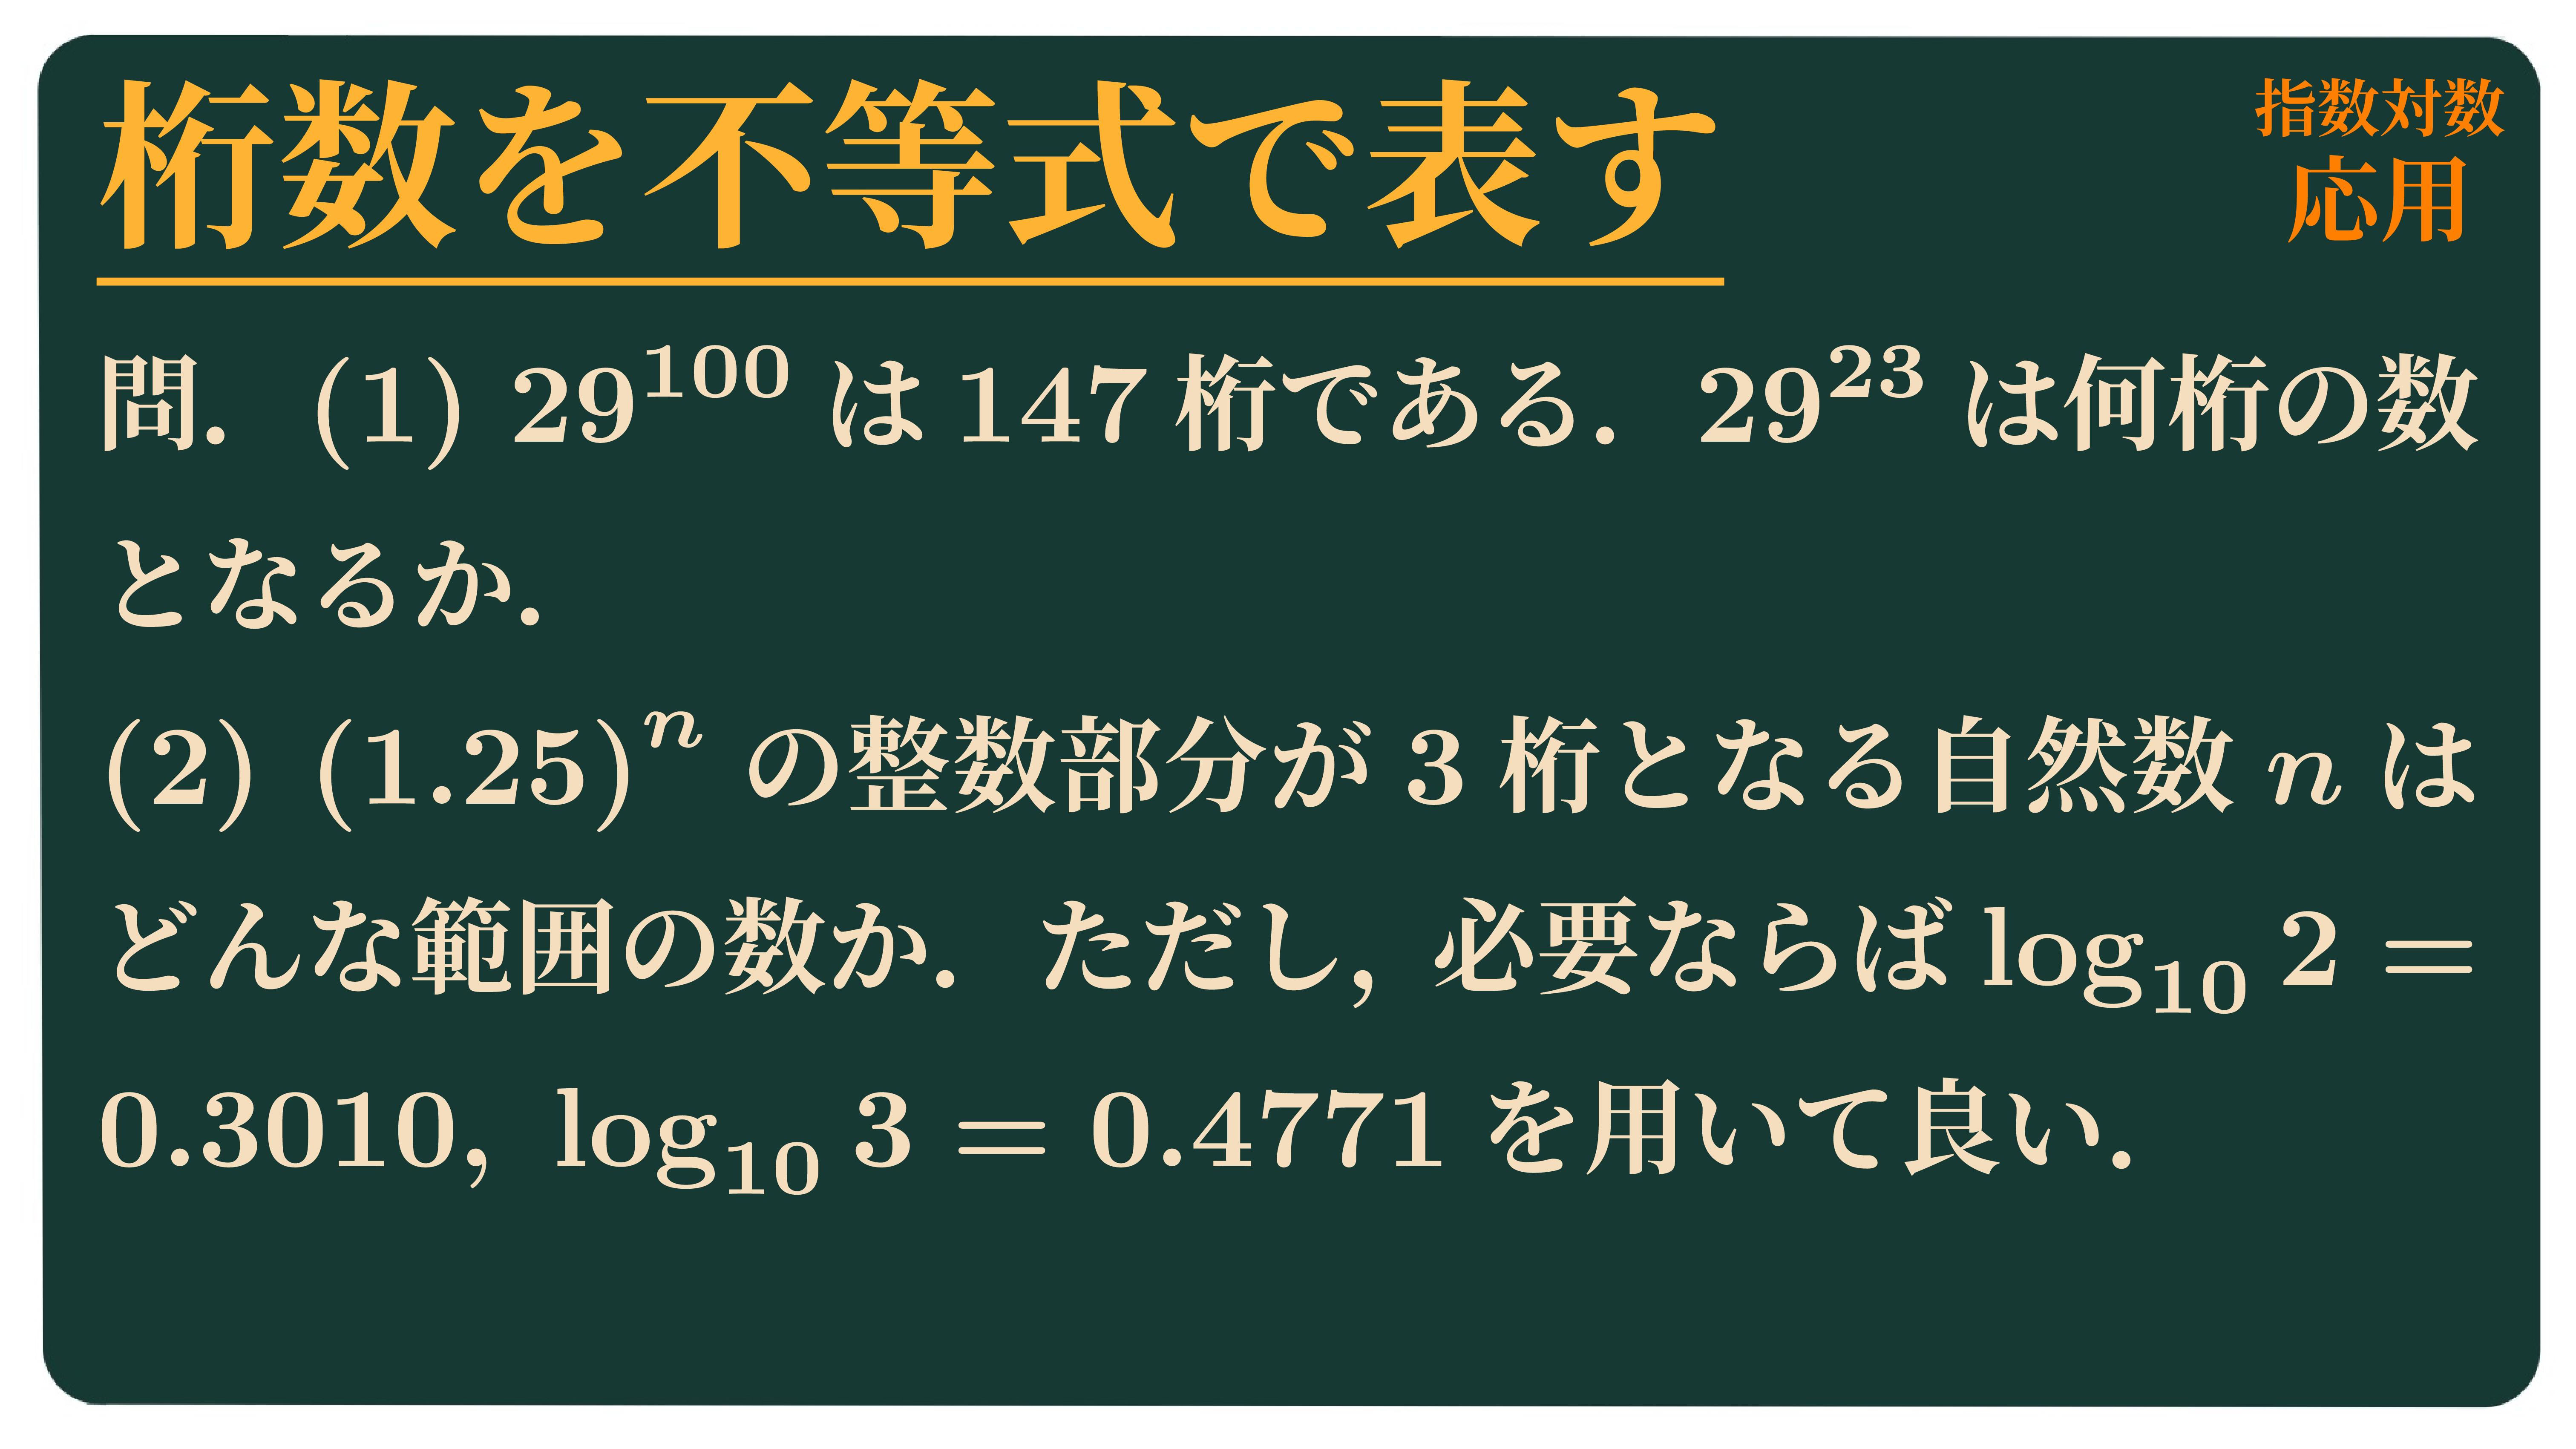 桁数を不等式で表す
指数対数
応用
問. (1) 29^100 は 147 桁である. 29^23 は何桁の数
となるか.
(2) (1.25)^n の整数部分が 3 桁となる自然数 n は
どんな範囲の数か. ただし, 必要ならば log_10 2 =
0.3010, log_10 3 = 0.4771 を用いて良い.